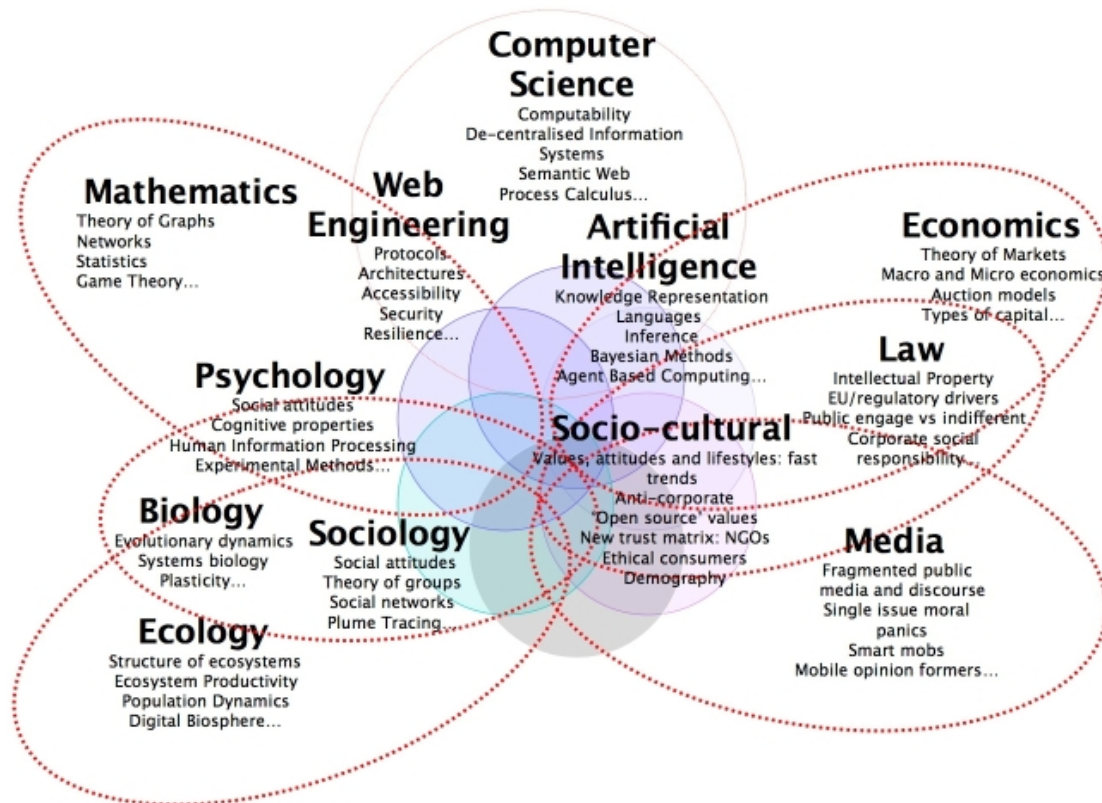 Computer
Science
Computability
De-centralised Information
Systems
Semantic Web
Process Calculus...
Mathematics
Theory of Graphs
Networks
Statistics
Game Theory...
Web
Engineering
Protocols
Architectures
Accessibility
Security
Resilience...
Artificial
Intelligence
Knowledge Representation
Languages
Inference
Bayesian Methods
Agent Based Computing...
Economics
Theory of Markets
Macro and Micro economics
Auction models
Types of capital...
Law
Intellectual Property
EU/regulatory drivers
Public engage vs indifferent
Corporate social
responsibility...
Psychology
Social attitudes
Cognitive properties
Human Information Processing
Experimental Methods...
Socio-cultural
Values, attitudes and lifestyles: fast
trends
Anti-corporate
"Open source" values
New trust matrix: NGOs
Ethical consumers
Demography
Biology
Evolutionary dynamics
Systems biology
Plasticity...
Sociology
Social attitudes
Theory of groups
Social networks
Plume Tracing...
Media
Fragmented public
media and discourse
Single issue moral
panics
Smart mobs
Mobile opinion formers...
Ecology
Structure of ecosystems
Ecosystem Productivity
Population Dynamics
Digital Biosphere...